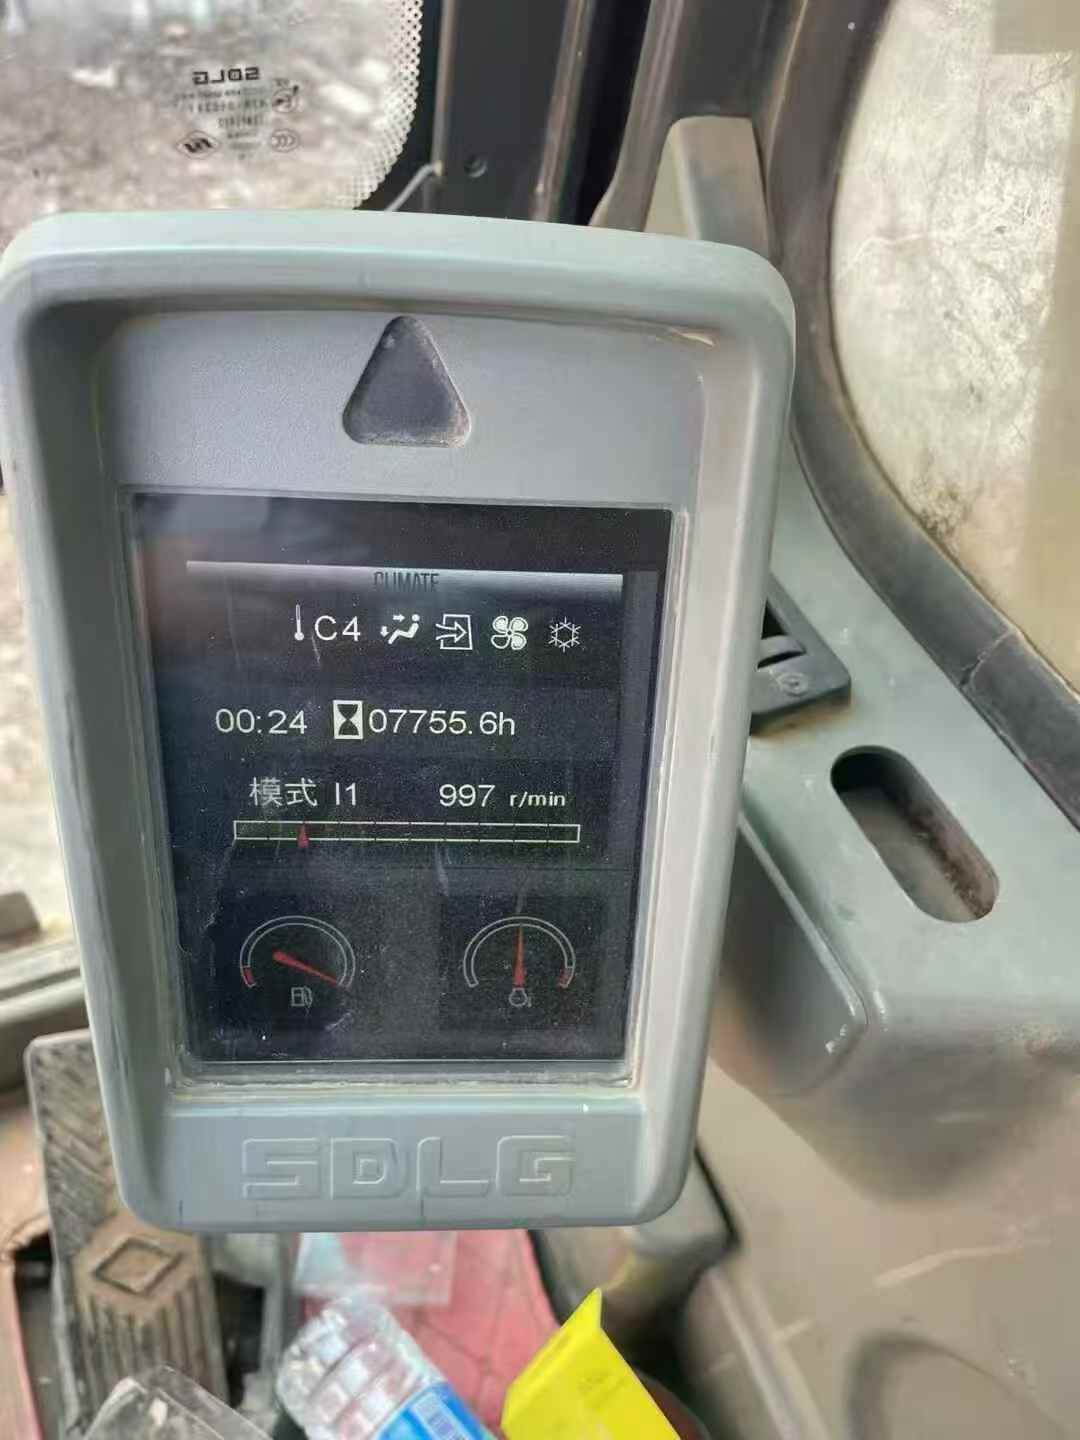 SDLG
CLIMATE
C4
00:24 07755.6h
模式 I1 997 r/min
SDLG